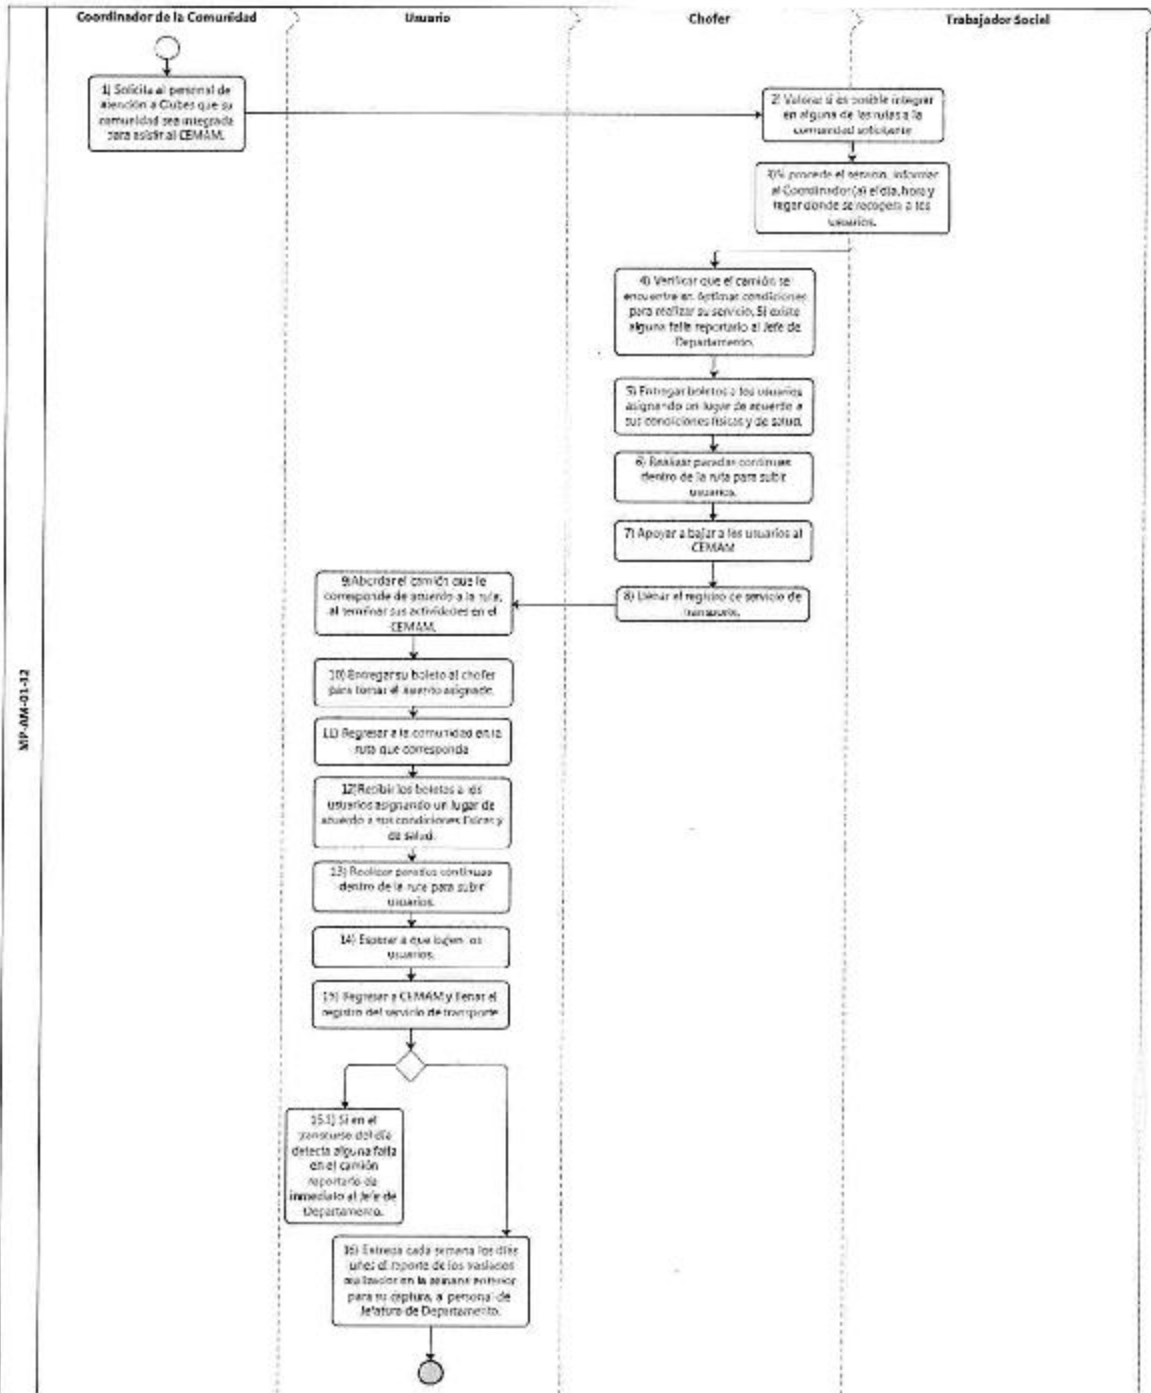 Coordinador de la Comunidad
Usuario
Chofer
Trabajador Social
MP-AM-01-12
1) Solicita al personal de
atención a Clubes que su
comunidad sea integrada
para asistir al CEMAM.
2) Valorar si es posible integrar
en alguna de las rutas a la
comunidad solicitante
3) Si procede el servicio, informar
al Coordinador(a) el día, hora y
lugar donde se recogerá a los
usuarios.
4) Verificar que el camión se
encuentre en óptimas condiciones
para realizar su servicio. Si existe
alguna falla reportarlo al Jefe de
Departamento.
5) Entregar boletos a los usuarios
asignando un lugar de acuerdo a
sus condiciones físicas y de salud.
6) Realizar paradas continuas
dentro de la ruta para subir
usuarios.
7) Apoyar a bajar a los usuarios al
CEMAM
8) Llenar el registro de servicio de
transporte.
9) Abordar el camión que le
corresponde de acuerdo a la ruta,
al terminar sus actividades en el
CEMAM.
10) Entregar su boleto al chofer
para tomar el asiento asignado.
11) Regresar a la comunidad en la
ruta que corresponda
12) Recibir los boletos a los
usuarios asignando un lugar de
acuerdo a sus condiciones físicas y
de salud.
13) Realizar paradas continuas
dentro de la ruta para subir
usuarios.
14) Esperar a que bajen los
usuarios.
15) Regresar a CEMAM y llenar el
registro del servicio de transporte
15.1) Si en el
transcurso del día
detecta alguna falla
en el camión
reportarlo de
inmediato al Jefe de
Departamento.
16) Entrega cada semana los días
lunes el reporte de los traslados
realizados en la semana anterior
para su captura, a personal de
Jefatura de Departamento.